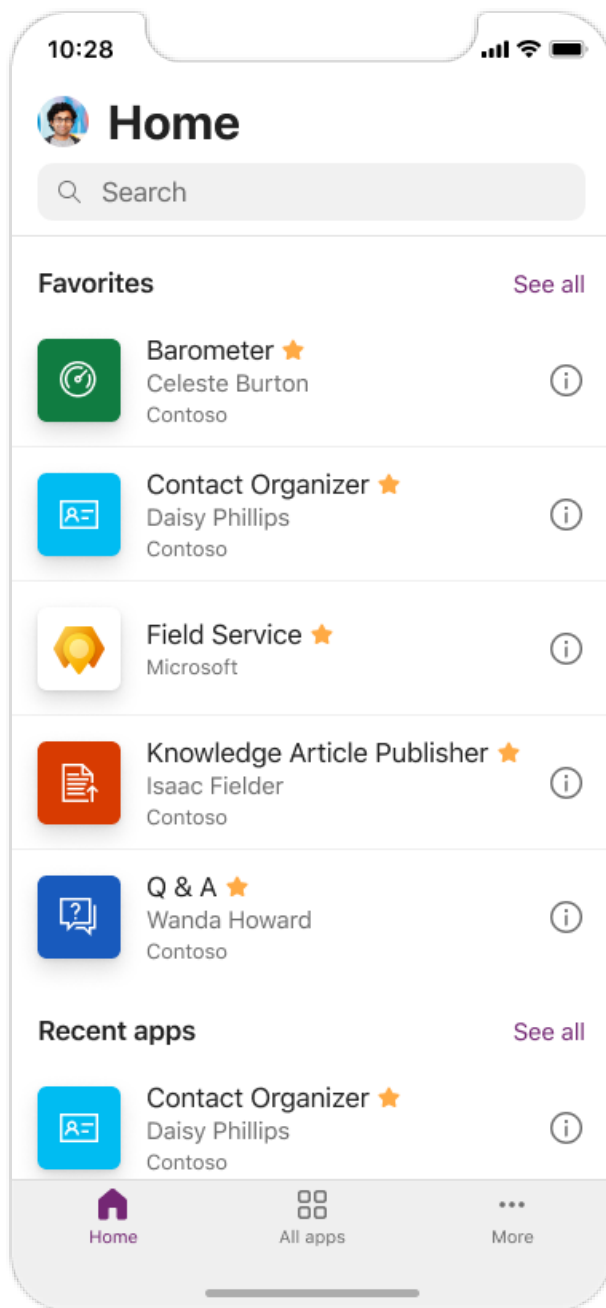 10:28
Home
Search
Favorites See all
Barometer
Celeste Burton
Contoso
Contact Organizer
Daisy Phillips
Contoso
Field Service
Microsoft
Knowledge Article Publisher
Isaac Fielder
Contoso
Q & A
Wanda Howard
Contoso
Recent apps See all
Contact Organizer
Daisy Phillips
Contoso
Home All apps More